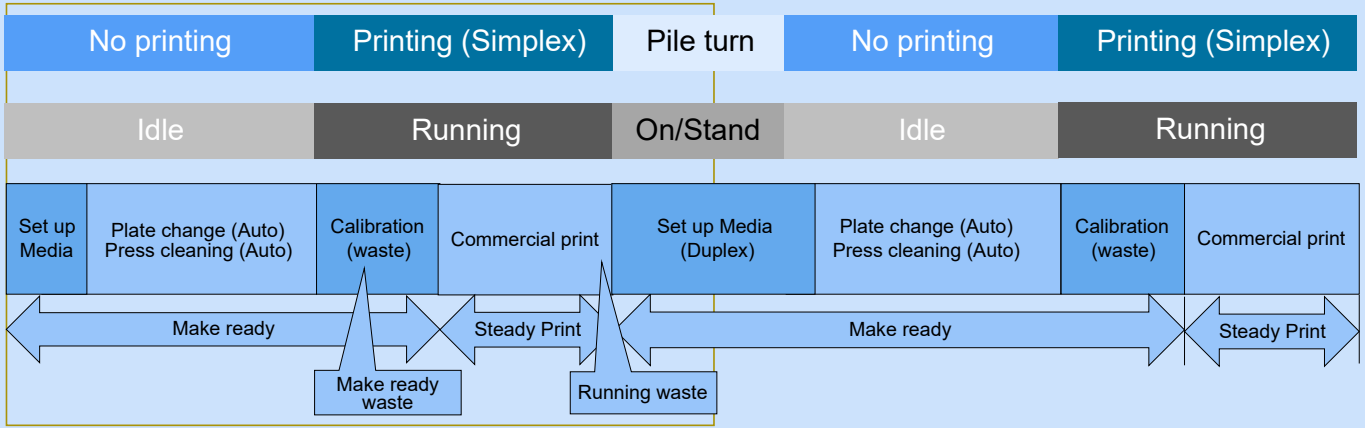 No printing
Printing (Simplex)
Pile turn
No printing
Printing (Simplex)
Idle
Running
On/Stand
Idle
Running
Set up
Media
Plate change (Auto)
Press cleaning (Auto)
Calibration
(waste)
Commercial print
Set up Media
(Duplex)
Plate change (Auto)
Press cleaning (Auto)
Calibration
(waste)
Commercial print
Make ready
Steady Print
Make ready
Steady Print
Make ready
waste
Running waste